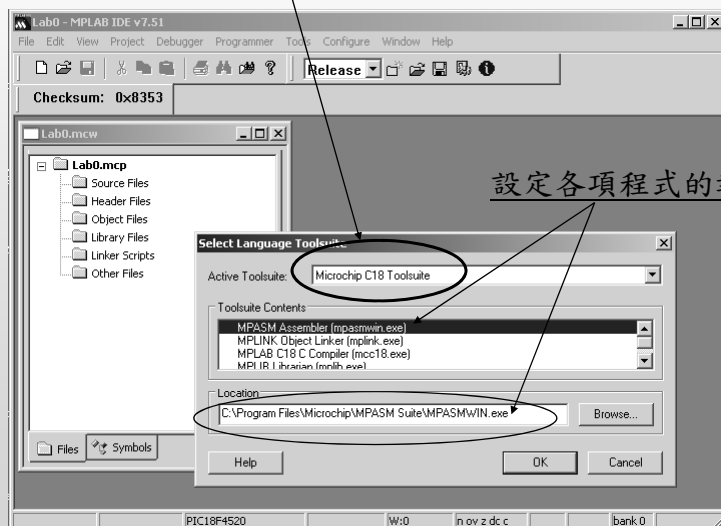 Lab0 - MPLAB IDE v7.51
File Edit View Project Debugger Programmer Tools Configure Window Help
Release
Checksum: 0x8353
Lab0.mcw
Lab0.mcp
Source Files
Header Files
Object Files
Library Files
Linker Scripts
Other Files
Files
Symbols
設定各項程式的
Select Language Toolsuite
Active Toolsuite:
Microchip C18 Toolsuite
Toolsuite Contents
MPASM Assembler (mpasmwin.exe)
MPLINK Object Linker (mplink.exe)
MPLAB C18 C Compiler (mcc18.exe)
MPLIB Librarian (mplib.exe)
Location
C:\Program Files\Microchip\MPASM Suite\MPASMWIN.exe
Browse...
Help
OK
Cancel
PIC18F4520
W:0
n ov z dc c
bank 0